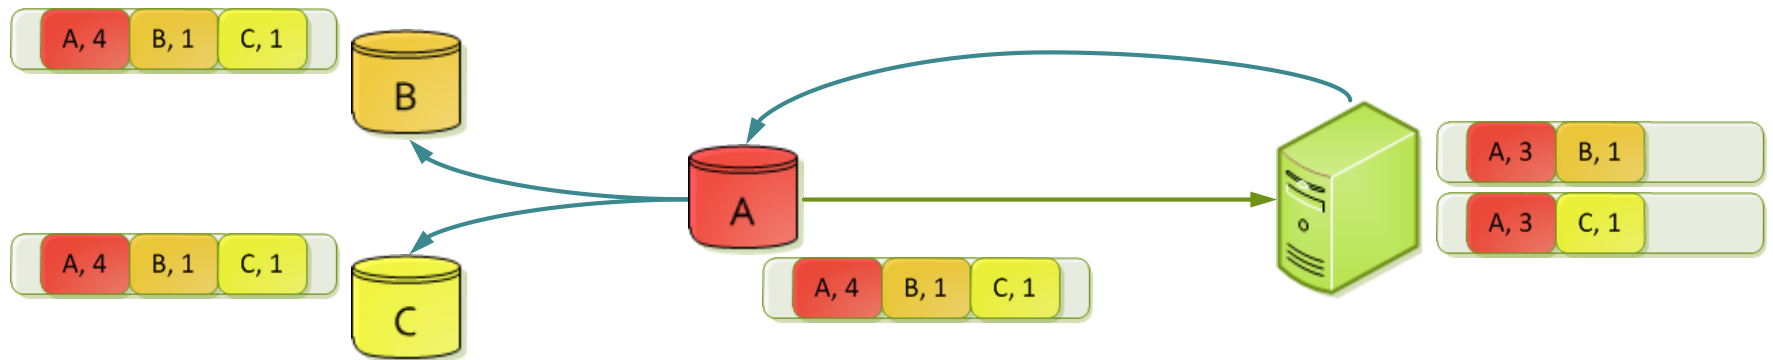 A, 4 B, 1 C, 1
B
A, 3 B, 1
A
A, 3 C, 1
A, 4 B, 1 C, 1
A, 4 B, 1 C, 1
C